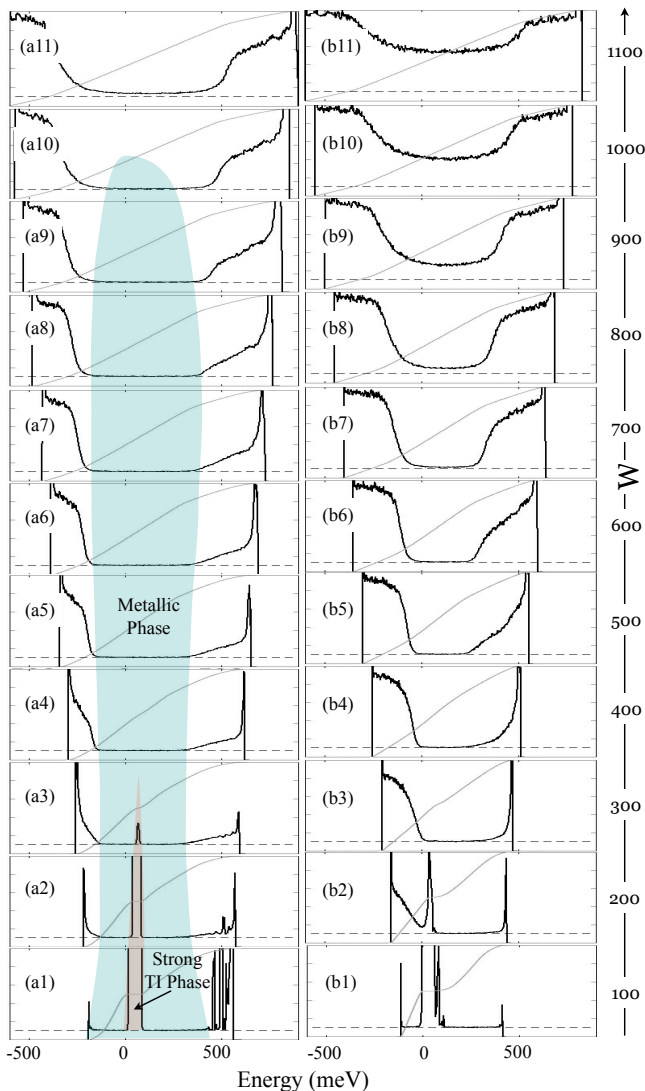 (a11) (b11) 1100
(a10) (b10) 1000
(a9) (b9) 900
(a8) (b8) 800
(a7) (b7) 700
W
(a6) (b6) 600
(a5) Metallic Phase (b5) 500
(a4) (b4) 400
(a3) (b3) 300
(a2) (b2) 200
(a1) Strong TI Phase (b1) 100
-500 0 500 -500 0 500
Energy (meV)